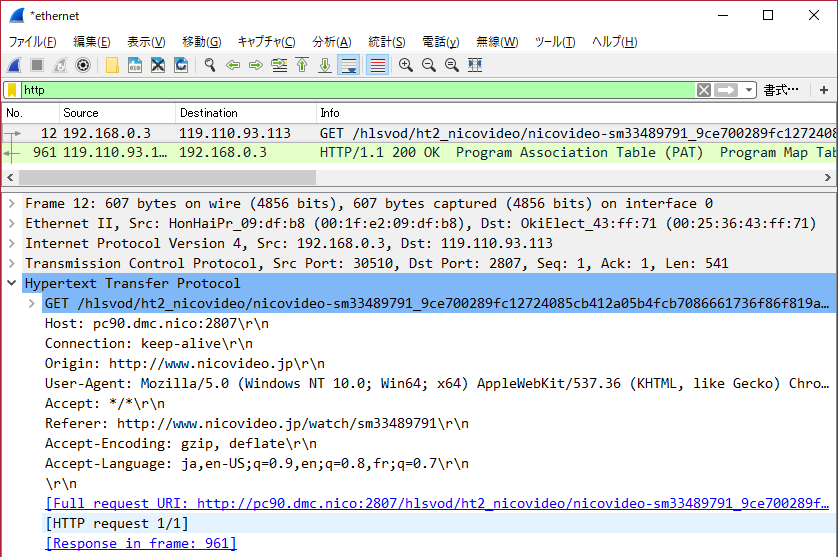 *ethernet
ファイル(F) 編集(E) 表示(V) 移動(G) キャプチャ(C) 分析(A) 統計(S) 電話(y) 無線(W) ツール(T) ヘルプ(H)
http 書式… +
No. Source Destination Info
12 192.168.0.3 119.110.93.113 GET /hlsvod/ht2_nicovideo/nicovideo-sm33489791_9ce700289fc1272408
961 119.110.93.1… 192.168.0.3 HTTP/1.1 200 OK Program Association Table (PAT) Program Map Tab
Frame 12: 607 bytes on wire (4856 bits), 607 bytes captured (4856 bits) on interface 0
Ethernet II, Src: HonHaiPr_09:df:b8 (00:1f:e2:09:df:b8), Dst: OkiElect_43:ff:71 (00:25:36:43:ff:71)
Internet Protocol Version 4, Src: 192.168.0.3, Dst: 119.110.93.113
Transmission Control Protocol, Src Port: 30510, Dst Port: 2807, Seq: 1, Ack: 1, Len: 541
Hypertext Transfer Protocol
GET /hlsvod/ht2_nicovideo/nicovideo-sm33489791_9ce700289fc12724085cb412a05b4fcb7086661736f86f819a…
Host: pc90.dmc.nico:2807\r\n
Connection: keep-alive\r\n
Origin: http://www.nicovideo.jp\r\n
User-Agent: Mozilla/5.0 (Windows NT 10.0; Win64; x64) AppleWebKit/537.36 (KHTML, like Gecko) Chro…
Accept: */*\r\n
Referer: http://www.nicovideo.jp/watch/sm33489791\r\n
Accept-Encoding: gzip, deflate\r\n
Accept-Language: ja,en-US;q=0.9,en;q=0.8,fr;q=0.7\r\n
\r\n
[Full request URI: http://pc90.dmc.nico:2807/hlsvod/ht2_nicovideo/nicovideo-sm33489791_9ce700289f…
[HTTP request 1/1]
[Response in frame: 961]